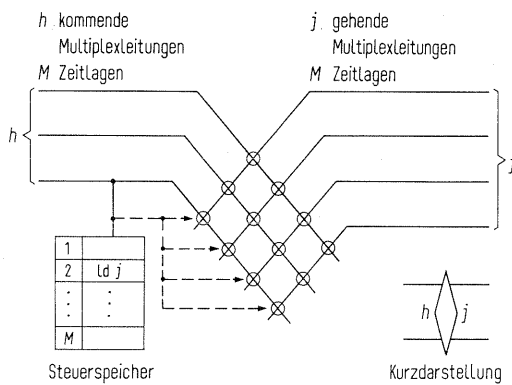 h kommende
Multiplexleitungen
M Zeitlagen
j gehende
Multiplexleitungen
M Zeitlagen
h
j
1
2 ld j
M
h j
Steuerspeicher
Kurzdarstellung